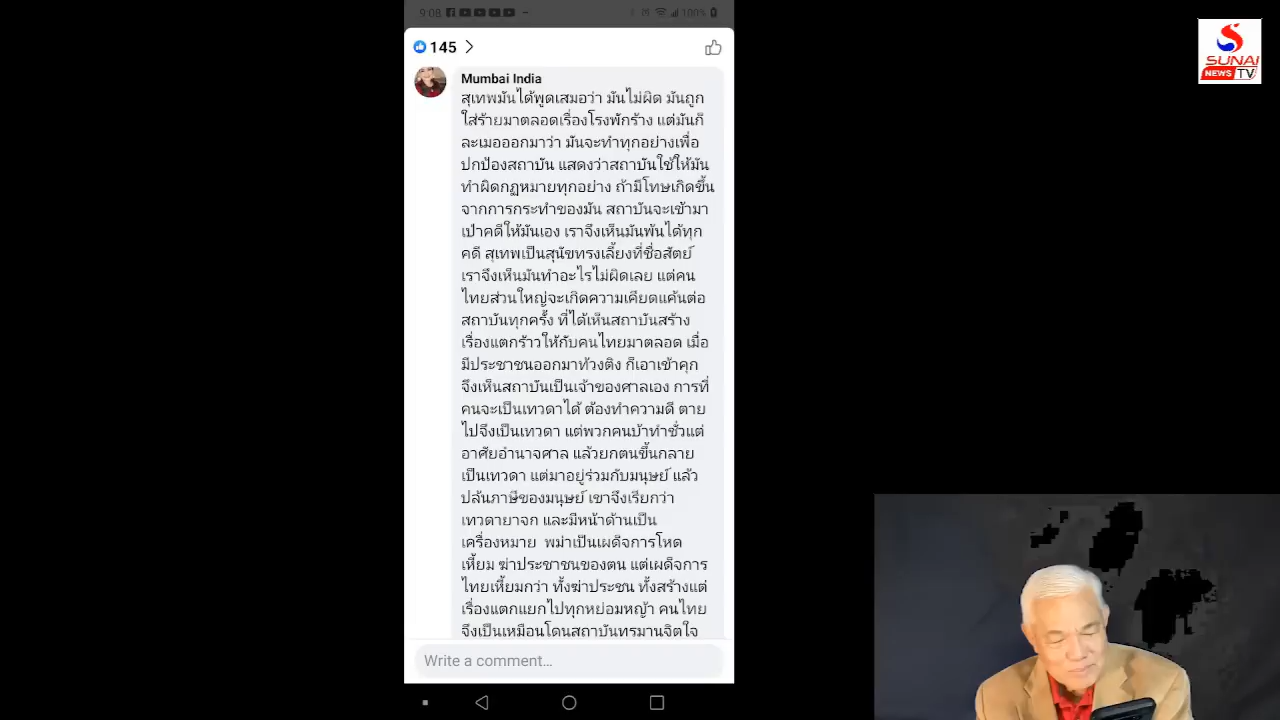 9:08
100%
145
SUNAI
NEWS TV
Mumbai India
สุเทพมันได้พูดเสมอว่า มันไม่ผิด มันถูก
ใส่ร้ายมาตลอดเรื่องโรงพักร้าง แต่มันก็
ละเมอออกมาว่า มันจะทำทุกอย่างเพื่อ
ปกป้องสถาบัน แสดงว่าสถาบันใช้ให้มัน
ทำผิดกฏหมายทุกอย่าง ถ้ามีโทษเกิดขึ้น
จากการกระทำของมัน สถาบันจะเข้ามา
เป่าคดีให้มันเอง เราจึงเห็นมันพ้นได้ทุก
คดี สุเทพเป็นสุนัขทรงเลี้ยงที่ซื่อสัตย์
เราจึงเห็นมันทำอะไรไม่ผิดเลย แต่คน
ไทยส่วนใหญ่จะเกิดความเคียดแค้นต่อ
สถาบันทุกครั้ง ที่ได้เห็นสถาบันสร้าง
เรื่องแตกร้าวให้กับคนไทยมาตลอด เมื่อ
มีประชาชนออกมาท้วงติง ก็เอาเข้าคุก
จึงเห็นสถาบันเป็นเจ้าของศาลเอง การที่
คนจะเป็นเทวดาได้ ต้องทำความดี ตาย
ไปจึงเป็นเทวดา แต่พวกคนบ้าทำชั่วแต่
อาศัยอำนาจศาล แล้วยกตนขึ้นกลาย
เป็นเทวดา แต่มาอยู่ร่วมกับมนุษย์ แล้ว
ปล้นภาษีของมนุษย์ เขาจึงเรียกว่า
เทวดายาจก และมีหน้าด้านเป็น
เครื่องหมาย พม่าเป็นเผด็จการโหด
เหี้ยม ฆ่าประชาชนของตน แต่เผด็จการ
ไทยเหี้ยมกว่า ทั้งฆ่าประชน ทั้งสร้างแต่
เรื่องแตกแยกไปทุกหย่อมหญ้า คนไทย
จึงเป็นเหมือนโดนสถาบันทรมานจิตใจ
Write a comment...